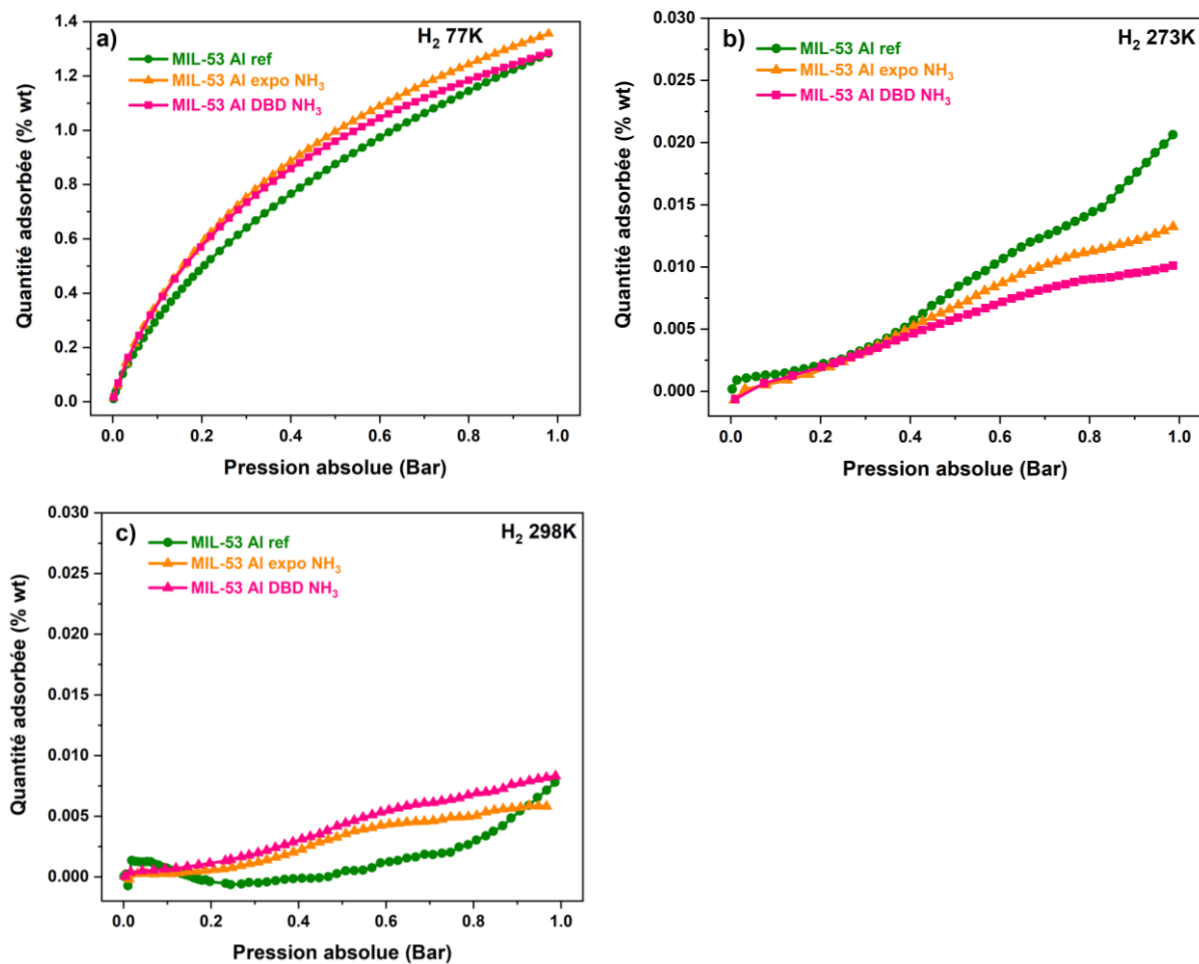 a)
H₂ 77K
MIL-53 Al ref
MIL-53 Al expo NH₃
MIL-53 Al DBD NH₃
Quantité adsorbée (% wt)
1.4
1.2
1.0
0.8
0.6
0.4
0.2
0.0
0.0 0.2 0.4 0.6 0.8 1.0
Pression absolue (Bar)
b)
H₂ 273K
MIL-53 Al ref
MIL-53 Al expo NH₃
MIL-53 Al DBD NH₃
Quantité adsorbée (% wt)
0.030
0.025
0.020
0.015
0.010
0.005
0.000
0.0 0.2 0.4 0.6 0.8 1.0
Pression absolue (Bar)
c)
H₂ 298K
MIL-53 Al ref
MIL-53 Al expo NH₃
MIL-53 Al DBD NH₃
Quantité adsorbée (% wt)
0.030
0.025
0.020
0.015
0.010
0.005
0.000
0.0 0.2 0.4 0.6 0.8 1.0
Pression absolue (Bar)